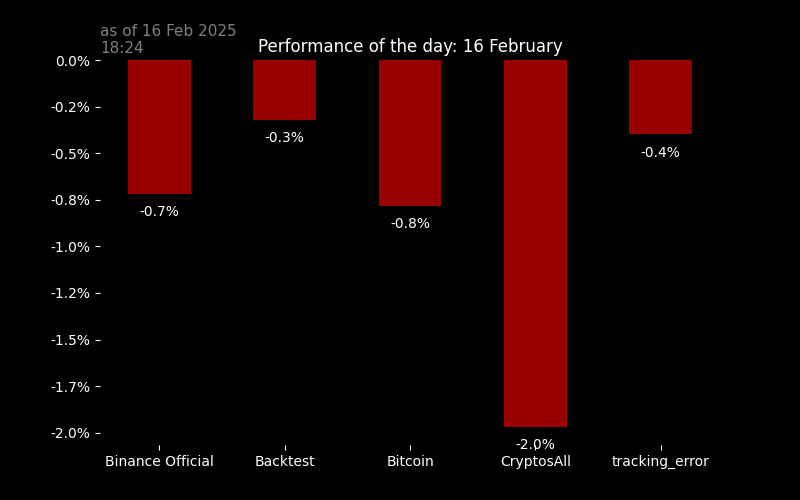 as of 16 Feb 2025
18:24
Performance of the day: 16 February
0.0%
-0.2%
-0.5%
-0.8%
-1.0%
-1.2%
-1.5%
-1.7%
-2.0%
-0.7%
-0.3%
-0.8%
-2.0%
-0.4%
Binance Official
Backtest
Bitcoin
CryptosAll
tracking_error